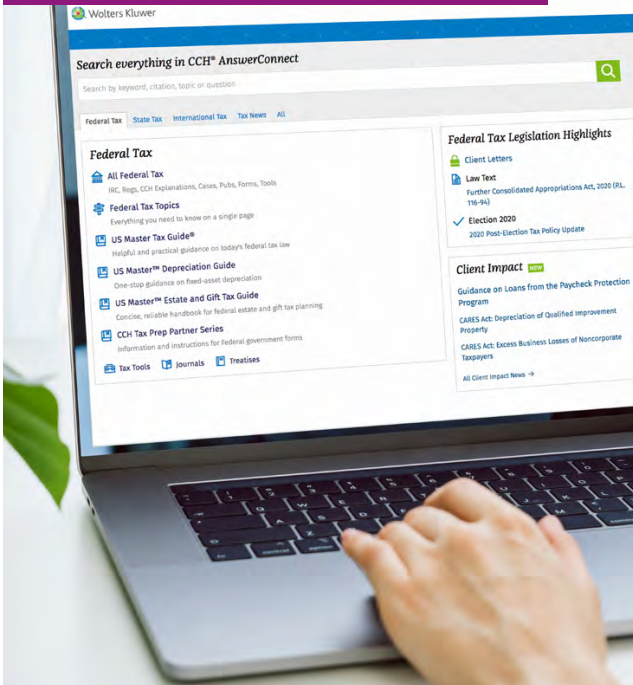 Wolters Kluwer
Search everything in CCH® AnswerConnect
Search by keyword, citation, topic or question
Federal Tax State Tax International Tax Tax News All
Federal Tax
All Federal Tax
IRC, Regs, CCH Explanations, Cases, Pubs, Forms, Tools
Federal Tax Topics
Everything you need to know on a single page
US Master Tax Guide®
Helpful and practical guidance on today's federal tax law
US Master™ Depreciation Guide
One-stop guidance on fixed-asset depreciation
US Master™ Estate and Gift Tax Guide
Concise, reliable handbook for federal estate and gift tax planning
CCH Tax Prep Partner Series
Information and instructions for Federal government forms
Tax Tools Journals Treatises
Federal Tax Legislation Highlights
Client Letters
Law Text
Further Consolidated Appropriations Act, 2020 (P.L.
116-94)
Election 2020
2020 Post-Election Tax Policy Update
Client Impact NEW
Guidance on Loans from the Paycheck Protection
Program
CARES Act: Depreciation of Qualified Improvement
Property
CARES Act: Excess Business Losses of Noncorporate
Taxpayers
All Client Impact News →